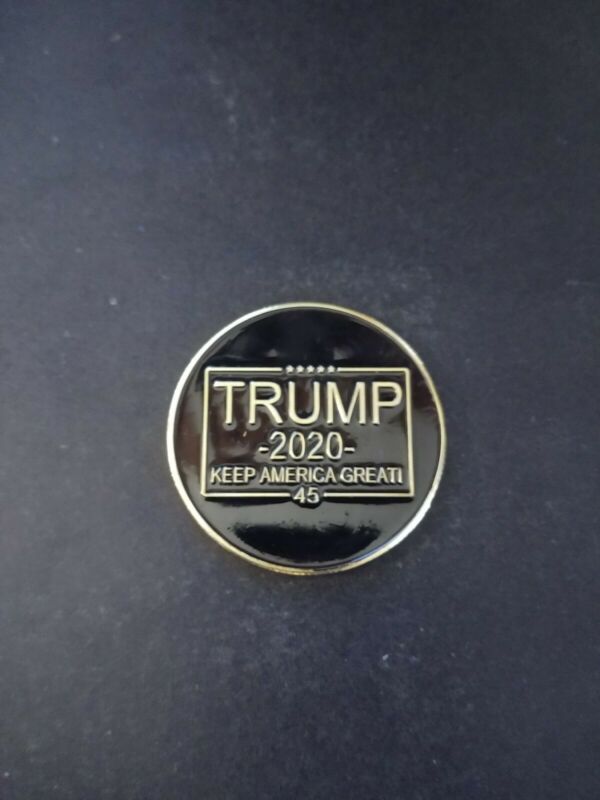 TRUMP
-2020-
KEEP AMERICA GREAT!
45